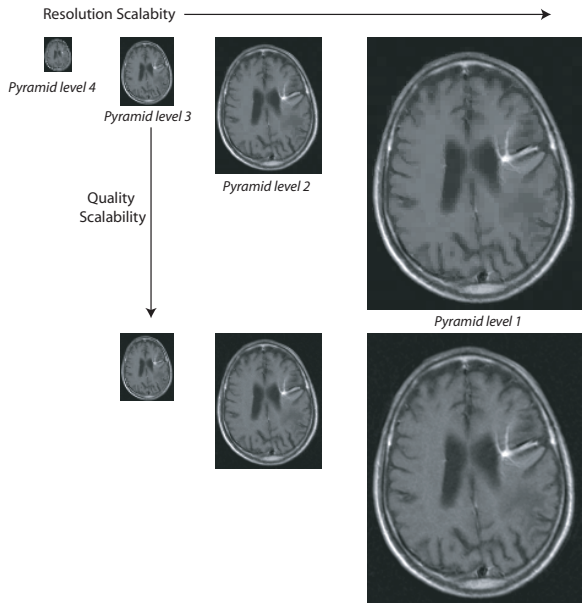 Resolution Scalabity
Pyramid level 4
Pyramid level 3
Pyramid level 2
Quality
Scalability
Pyramid level 1